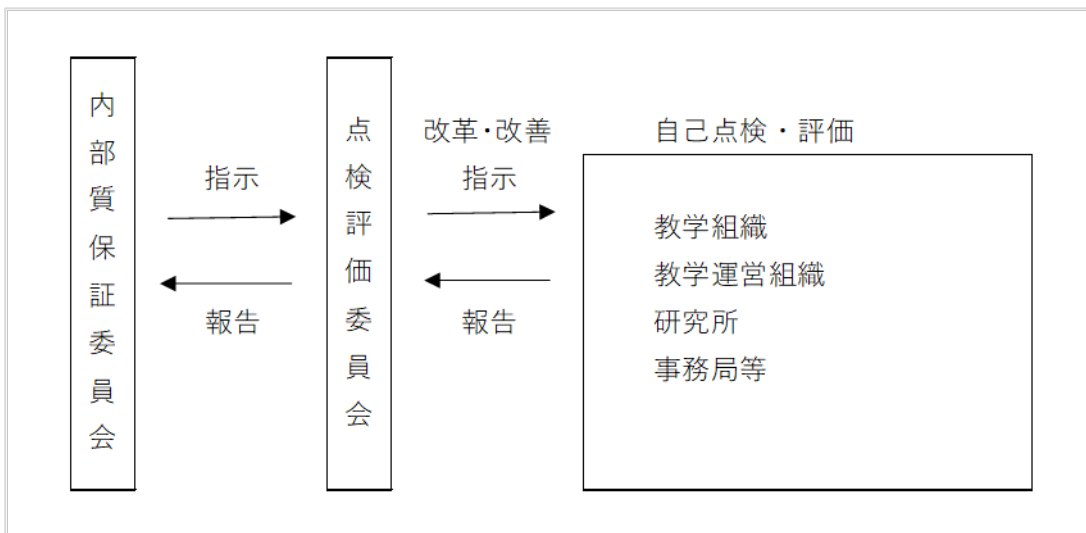 内部質保証委員会
指示
報告
点検評価委員会
改革・改善
指示
報告
自己点検・評価
教学組織
教学運営組織
研究所
事務局等